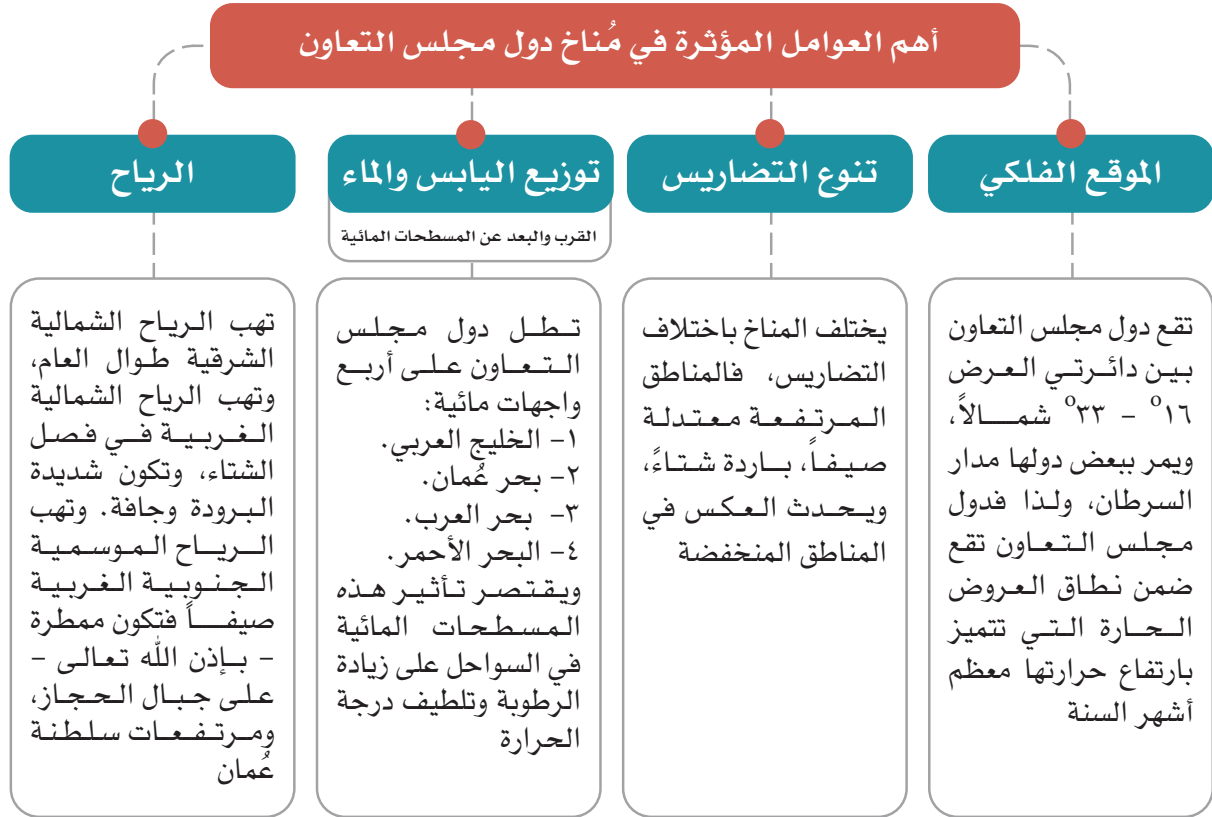 أهم العوامل المؤثرة في مُناخ دول مجلس التعاون
الموقع الفلكي
تقع دول مجلس التعاون
بين دائرتي العرض
١٦° - ٣٣° شمالاً،
ويمر ببعض دولها مدار
السرطان، ولذا فدول
مجلس التعاون تقع
ضمن نطاق العروض
الحارة التي تتميز
بارتفاع حرارتها معظم
أشهر السنة
تنوع التضاريس
يختلف المناخ باختلاف
التضاريس، فالمناطق
المرتفعة معتدلة
صيفاً، باردة شتاءً،
ويحدث العكس في
المناطق المنخفضة
توزيع اليابس والماء
القرب والبعد عن المسطحات المائية
تطل دول مجلس
التعاون على أربع
واجهات مائية:
١- الخليج العربي.
٢- بحر عُمان.
٣- بحر العرب.
٤- البحر الأحمر.
ويقتصر تأثير هذه
المسطحات المائية
في السواحل على زيادة
الرطوبة وتلطيف درجة
الحرارة
الرياح
تهب الرياح الشمالية
الشرقية طوال العام،
وتهب الرياح الشمالية
الغربية في فصل
الشتاء، وتكون شديدة
البرودة وجافة. وتهب
الرياح الموسمية
الجنوبية الغربية
صيفاً فتكون ممطرة
- بإذن الله تعالى -
على جبال الحجاز،
ومرتفعات سلطنة
عُمان